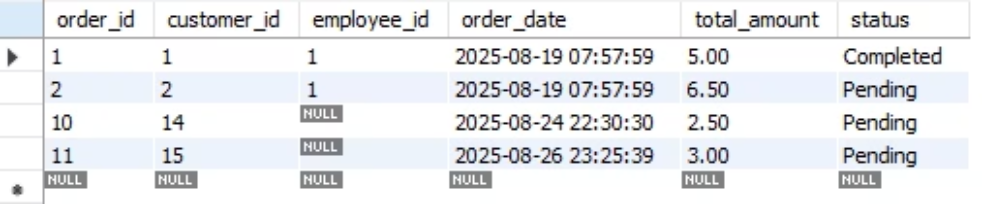 order_id customer_id employee_id order_date total_amount status
1 1 1 2025-08-19 07:57:59 5.00 Completed
2 2 1 2025-08-19 07:57:59 6.50 Pending
10 14 NULL 2025-08-24 22:30:30 2.50 Pending
11 15 NULL 2025-08-26 23:25:39 3.00 Pending
NULL NULL NULL NULL NULL NULL